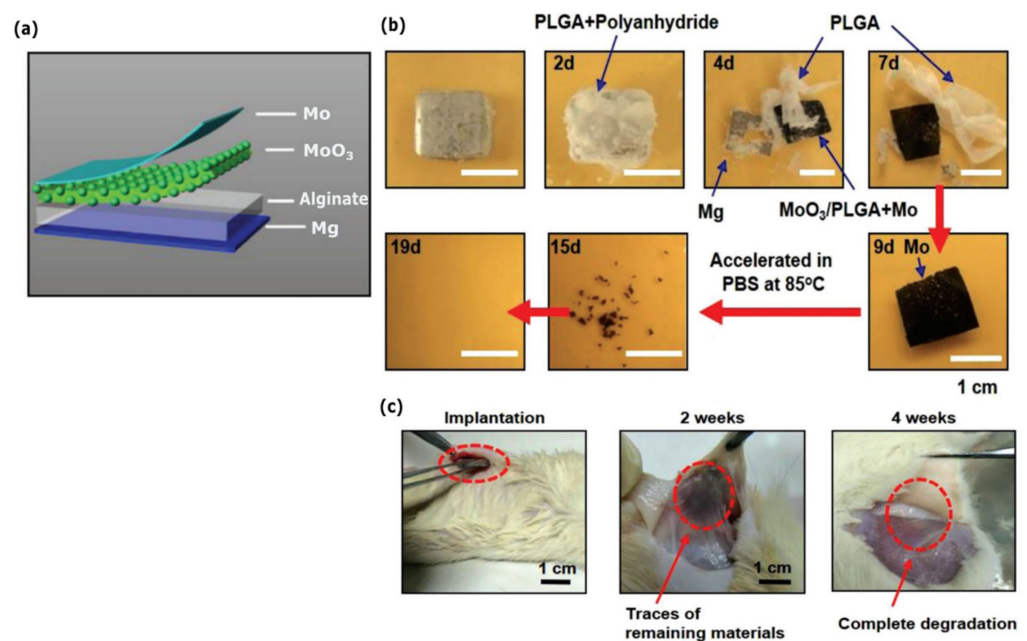 (a)
Mo
MoO₃
Alginate
Mg
(b)
PLGA+Polyanhydride
PLGA
2d
4d
7d
Mg
MoO₃/PLGA+Mo
19d
15d
Accelerated in
PBS at 85°C
9d Mo
1 cm
(c)
Implantation
2 weeks
4 weeks
1 cm
1 cm
Traces of
remaining materials
Complete degradation